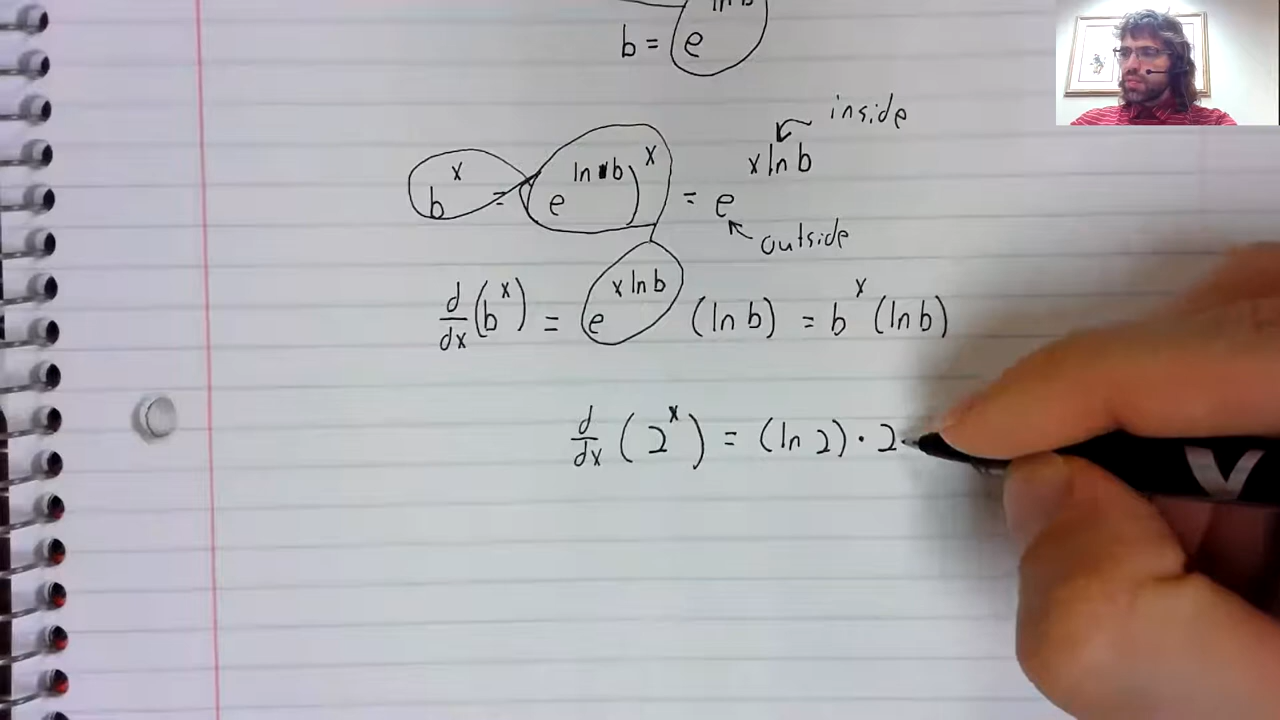 ln b
b = e
inside
b^x = (e^(ln b))^x = e^(x ln b)
outside
d/dx (b^x) = e^(x ln b) (ln b) = b^x (ln b)
d/dx (2^x) = (ln 2) · 2